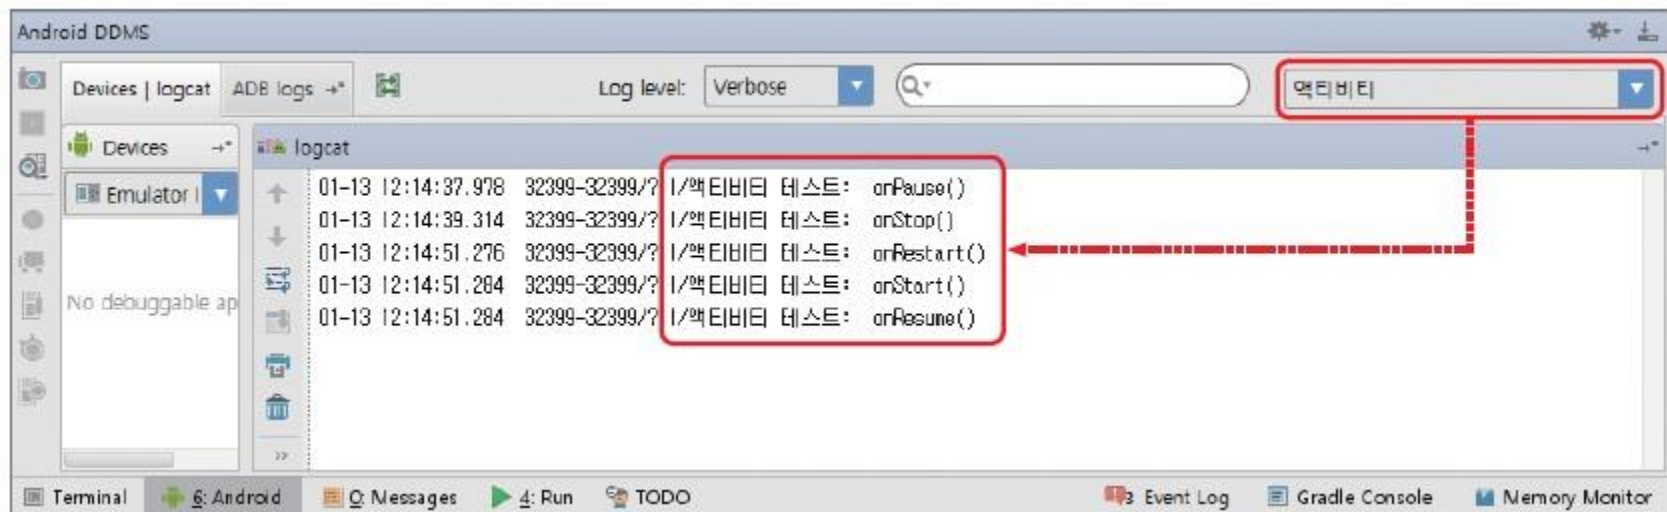 Android DDMS
Devices | logcat ADB logs Log level: Verbose 액티비티
Devices logcat
Emulator
No debuggable ap
01-13 12:14:37.978 32399-32399/? I/액티비티 테스트: onPause()
01-13 12:14:39.314 32399-32399/? I/액티비티 테스트: onStop()
01-13 12:14:51.276 32399-32399/? I/액티비티 테스트: onRestart()
01-13 12:14:51.284 32399-32399/? I/액티비티 테스트: onStart()
01-13 12:14:51.284 32399-32399/? I/액티비티 테스트: onResume()
Terminal 6: Android 0: Messages 4: Run TODO 3 Event Log Gradle Console Memory Monitor